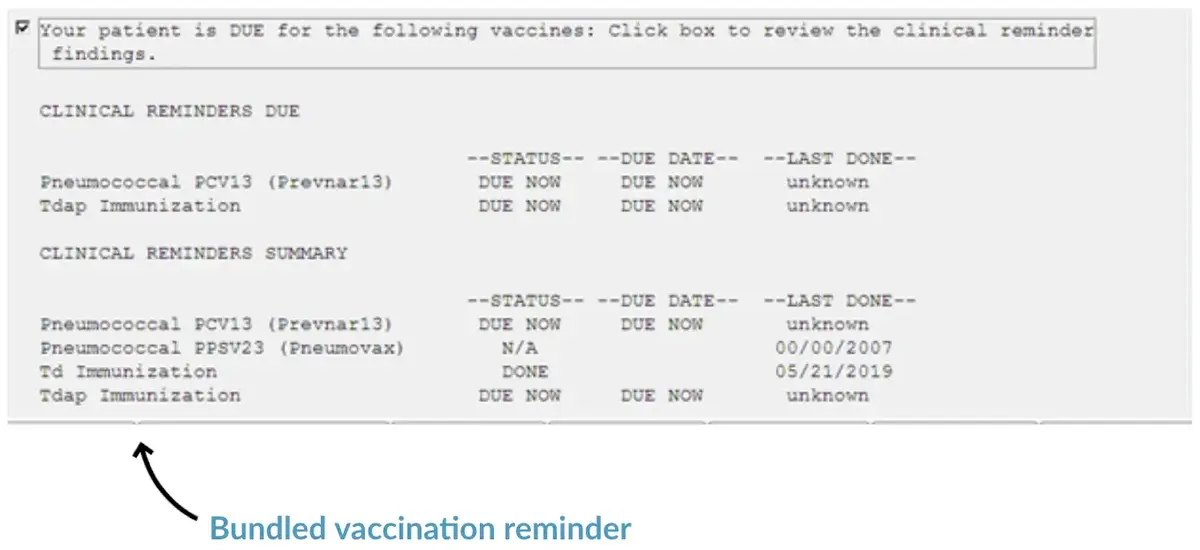 Your patient is DUE for the following vaccines: Click box to review the clinical reminder
findings.
CLINICAL REMINDERS DUE
--STATUS-- --DUE DATE-- --LAST DONE--
Pneumococcal PCV13 (Prevnar13) DUE NOW DUE NOW unknown
Tdap Immunization DUE NOW DUE NOW unknown
CLINICAL REMINDERS SUMMARY
--STATUS-- --DUE DATE-- --LAST DONE--
Pneumococcal PCV13 (Prevnar13) DUE NOW DUE NOW unknown
Pneumococcal PPSV23 (Pneumovax) N/A 00/00/2007
Td Immunization DONE 05/21/2019
Tdap Immunization DUE NOW DUE NOW unknown
Bundled vaccination reminder